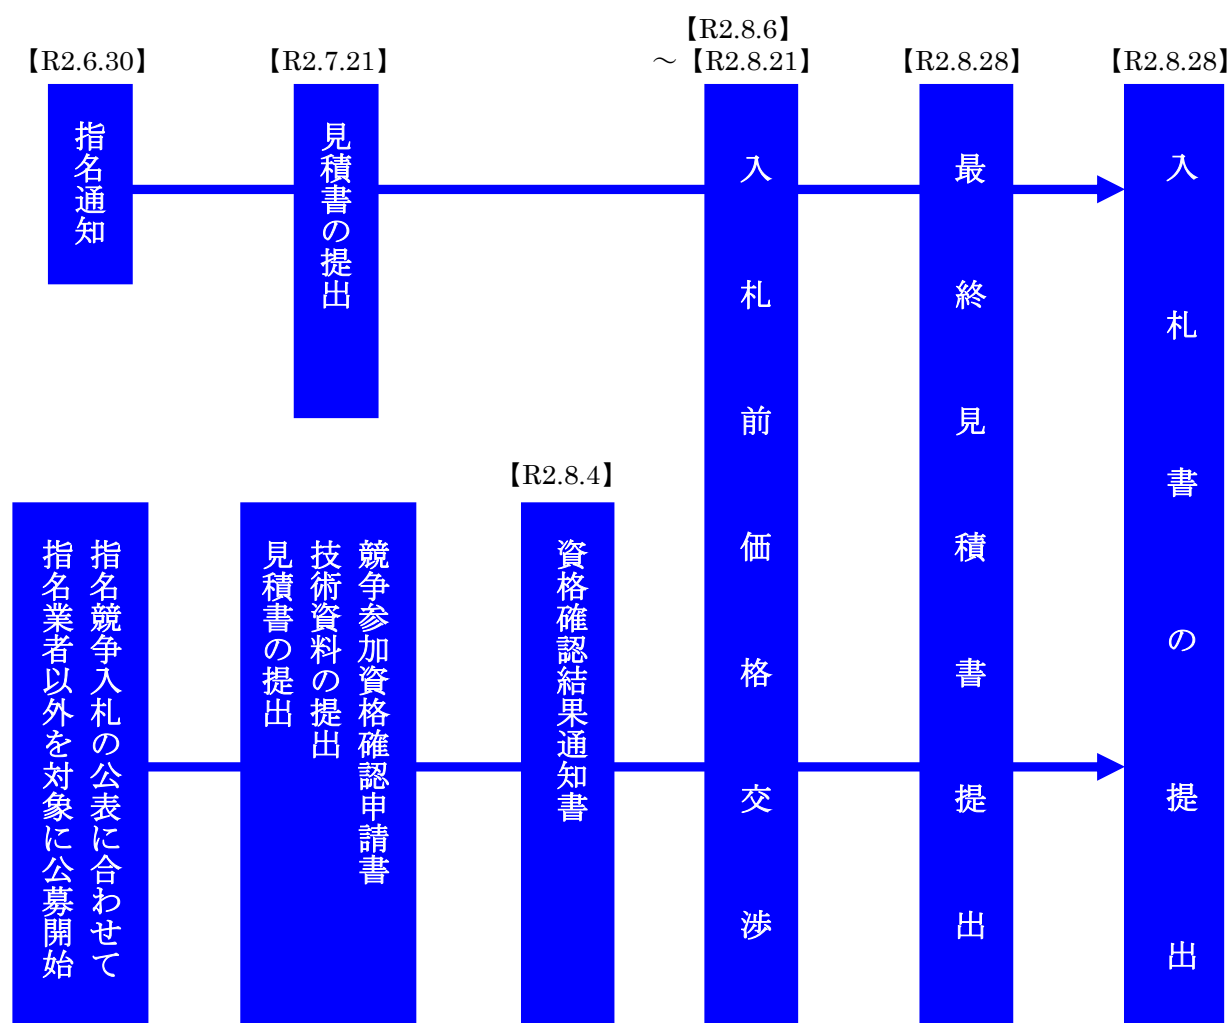 【R2.6.30】
指名通知
【R2.7.21】
見積書の提出
指名競争入札の公表に合わせて
指名業者以外を対象に公募開始
競争参加資格確認申請書
技術資料の提出
見積書の提出
【R2.8.4】
資格確認結果通知書
【R2.8.6】
～【R2.8.21】
入札前価格交渉
【R2.8.28】
最終見積書提出
【R2.8.28】
入札書の提出